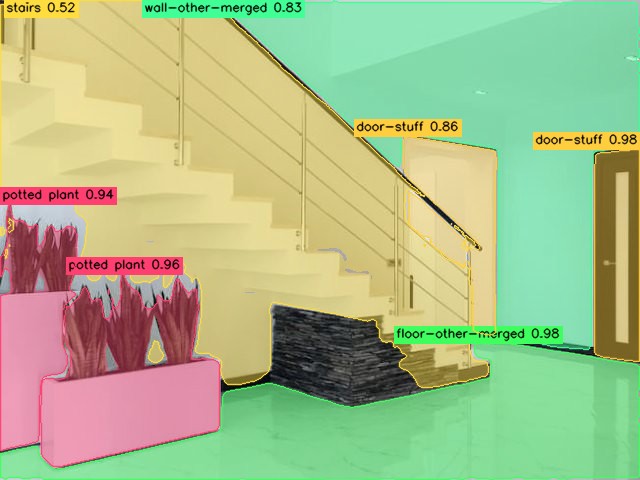 stairs 0.52
wall-other-merged 0.83
door-stuff 0.86
door-stuff 0.98
potted plant 0.94
potted plant 0.96
floor-other-merged 0.98